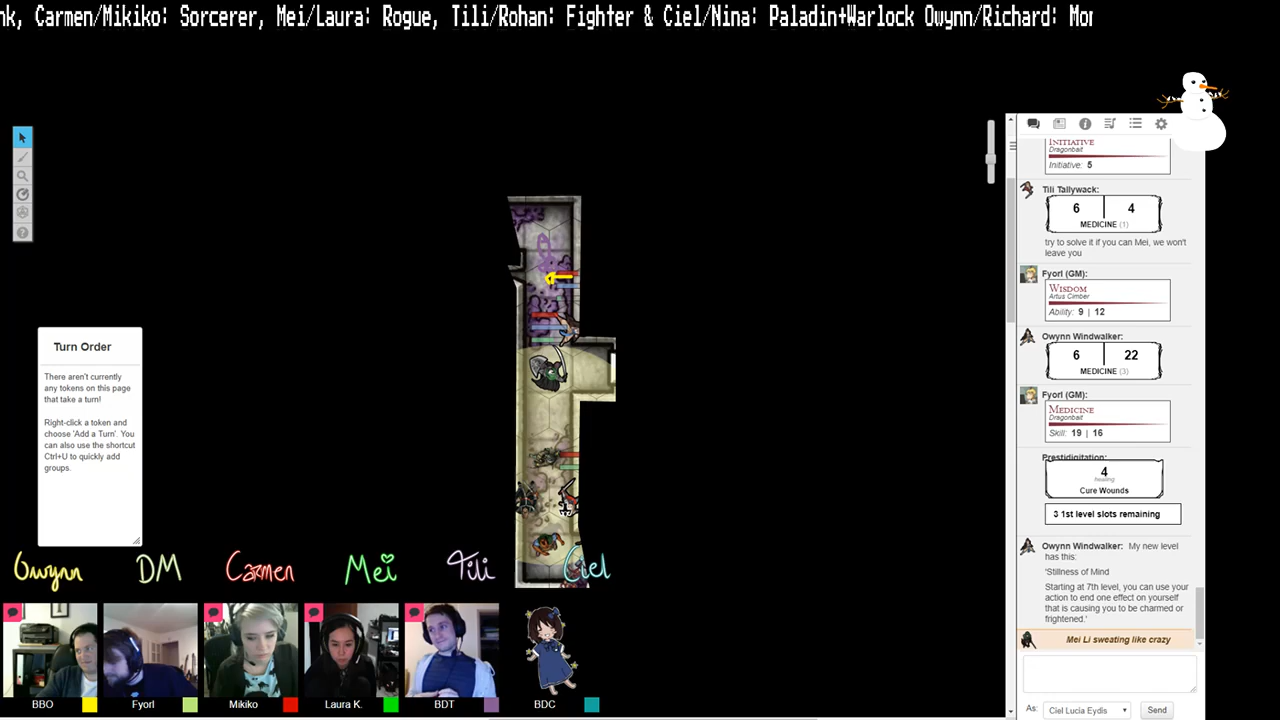 nk, Carmen/Mikiko: Sorcerer, Mei/Laura: Rogue, Tili/Rohan: Fighter & Ciel/Nina: Paladin+Warlock Owynn/Richard: Mon
INITIATIVE
Dragonbait
Initiative: 5
Tili Tallywack:
6 4
MEDICINE (1)
try to solve it if you can Mei, we won't
leave you
Fyorl (GM):
WISDOM
Artus Cimber
Ability: 9 | 12
Owynn Windwalker:
6 22
MEDICINE (3)
Fyorl (GM):
MEDICINE
Dragonbait
Skill: 19 | 16
Prestidigitation:
4
healing
Cure Wounds
3 1st level slots remaining
Owynn Windwalker: My new level
has this:
'Stillness of Mind
Starting at 7th level, you can use your
action to end one effect on yourself
that is causing you to be charmed or
frightened.'
Mei Li sweating like crazy
As: Ciel Lucia Eydis Send
Turn Order
There aren't currently
any tokens on this page
that take a turn!
Right-click a token and
choose 'Add a Turn'. You
can also use the shortcut
Ctrl+U to quickly add
groups.
Owynn DM Carmen Mei Tili Ciel
BBO Fyorl Mikiko Laura K. BDT BDC